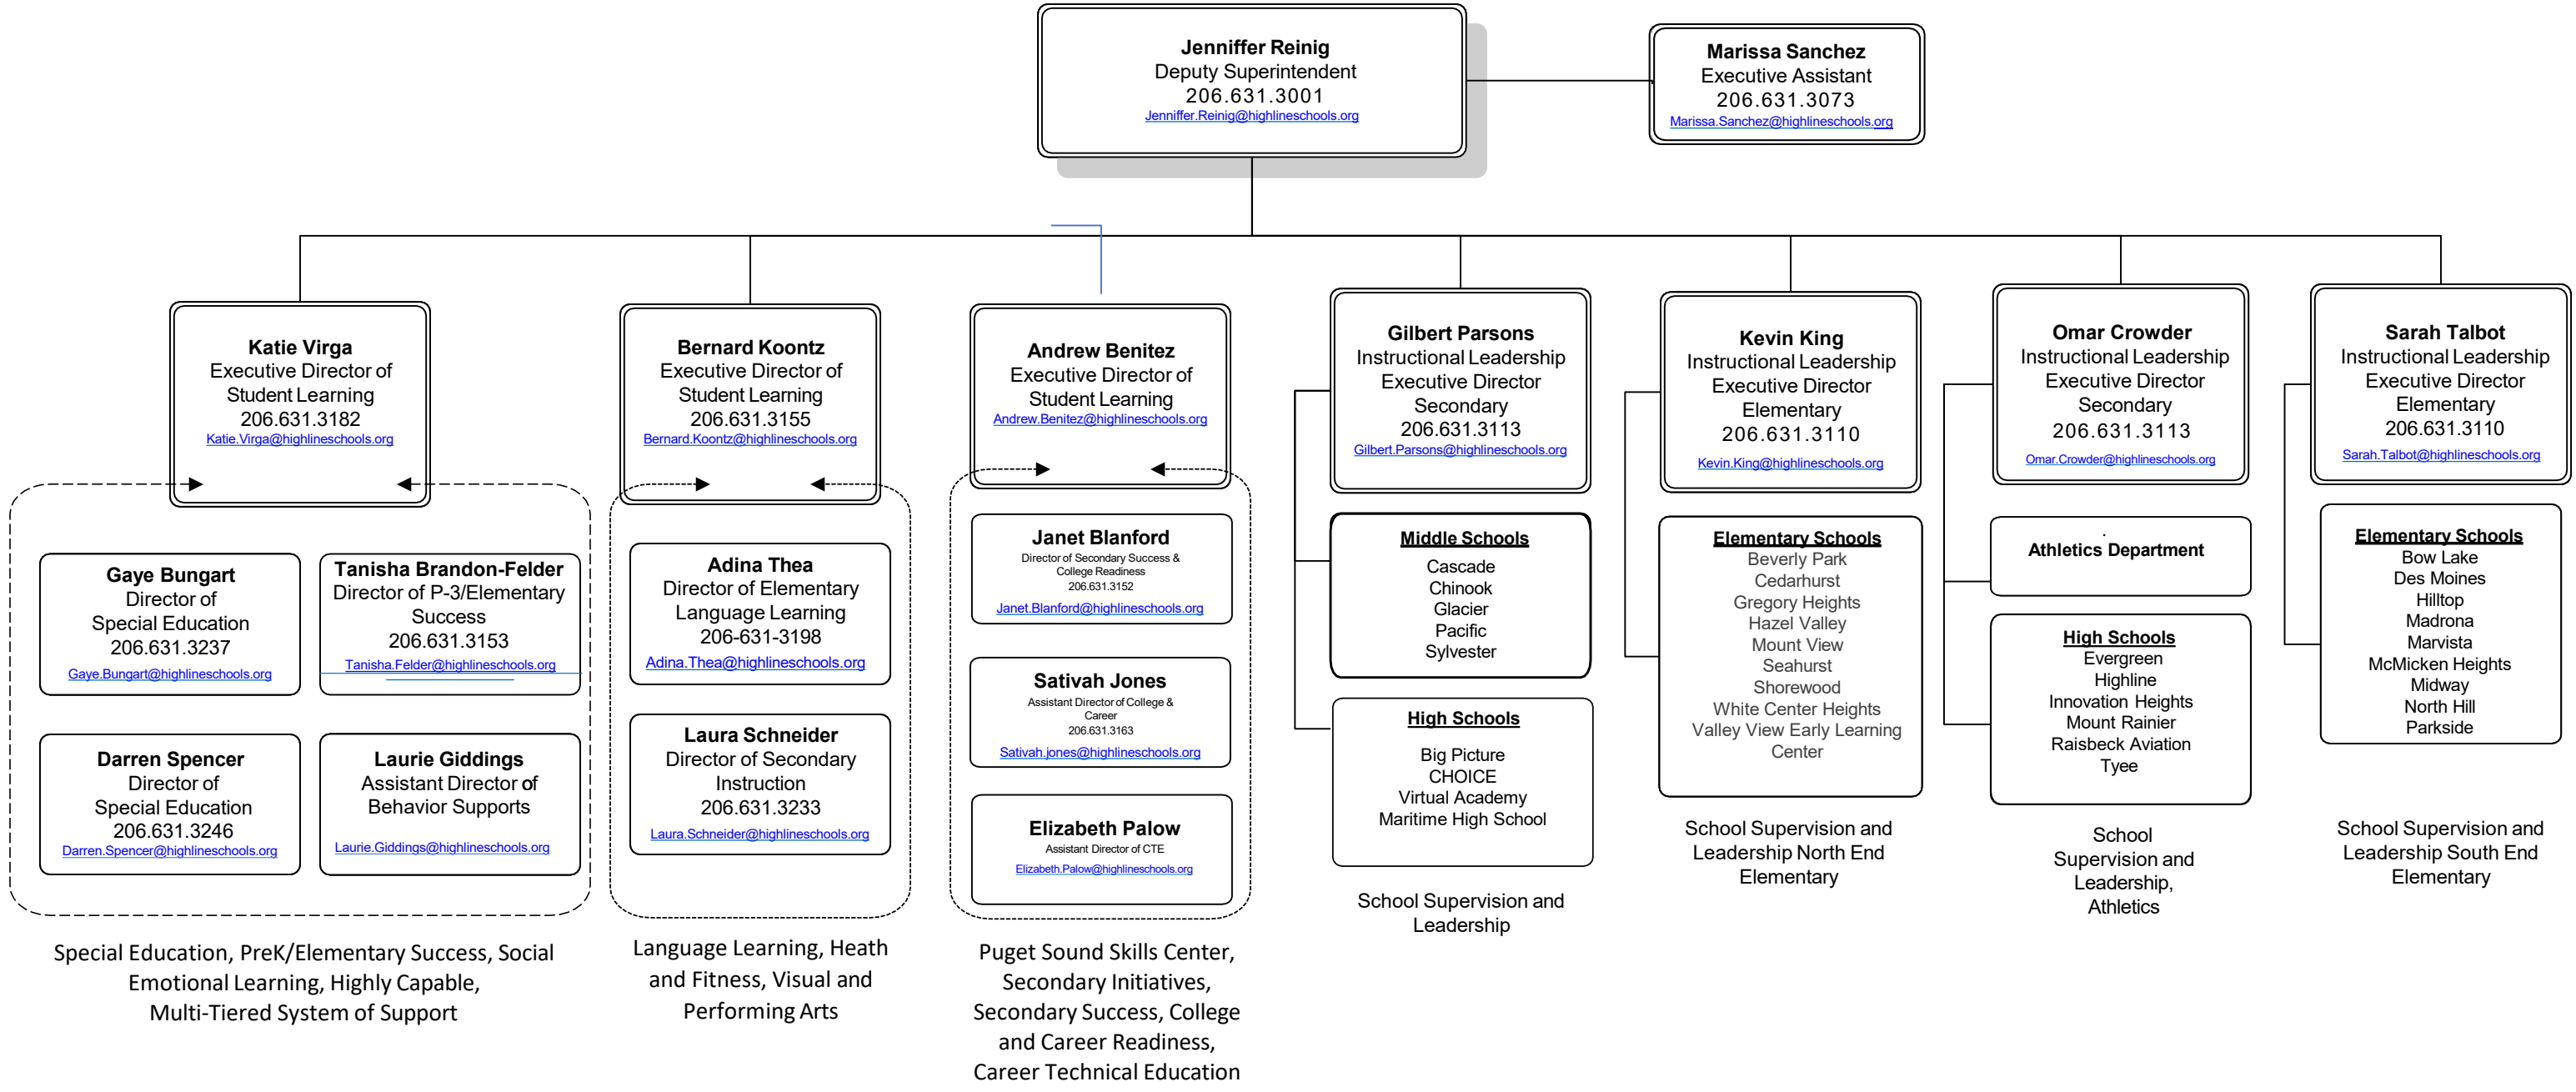 Jenniffer Reinig
Deputy Superintendent
206.631.3001
Jenniffer.Reinig@highlineschools.org
Marissa Sanchez
Executive Assistant
206.631.3073
Marissa.Sanchez@highlineschools.org
Katie Virga
Executive Director of
Student Learning
206.631.3182
Katie.Virga@highlineschools.org
Gaye Bungart
Director of
Special Education
206.631.3237
Gaye.Bungart@highlineschools.org
Tanisha Brandon-Felder
Director of P-3/Elementary
Success
206.631.3153
Tanisha.Felder@highlineschools.org
Darren Spencer
Director of
Special Education
206.631.3246
Darren.Spencer@highlineschools.org
Laurie Giddings
Assistant Director of
Behavior Supports
Laurie.Giddings@highlineschools.org
Special Education, PreK/Elementary Success, Social
Emotional Learning, Highly Capable,
Multi-Tiered System of Support
Bernard Koontz
Executive Director of
Student Learning
206.631.3155
Bernard.Koontz@highlineschools.org
Adina Thea
Director of Elementary
Language Learning
206-631-3198
Adina.Thea@highlineschools.org
Laura Schneider
Director of Secondary
Instruction
206.631.3233
Laura.Schneider@highlineschools.org
Language Learning, Heath
and Fitness, Visual and
Performing Arts
Andrew Benitez
Executive Director of
Student Learning
Andrew.Benitez@highlineschools.org
Janet Blanford
Director of Secondary Success &
College Readiness
206.631.3152
Janet.Blanford@highlineschools.org
Sativah Jones
Assistant Director of College &
Career
206.631.3163
Sativah.jones@highlineschools.org
Elizabeth Palow
Assistant Director of CTE
Elizabeth.Palow@highlineschools.org
Puget Sound Skills Center,
Secondary Initiatives,
Secondary Success, College
and Career Readiness,
Career Technical Education
Gilbert Parsons
Instructional Leadership
Executive Director
Secondary
206.631.3113
Gilbert.Parsons@highlineschools.org
Middle Schools
Cascade
Chinook
Glacier
Pacific
Sylvester
High Schools
Big Picture
CHOICE
Virtual Academy
Maritime High School
School Supervision and
Leadership
Kevin King
Instructional Leadership
Executive Director
Elementary
206.631.3110
Kevin.King@highlineschools.org
Elementary Schools
Beverly Park
Cedarhurst
Gregory Heights
Hazel Valley
Mount View
Seahurst
Shorewood
White Center Heights
Valley View Early Learning
Center
School Supervision and
Leadership North End
Elementary
Omar Crowder
Instructional Leadership
Executive Director
Secondary
206.631.3113
Omar.Crowder@highlineschools.org
.
Athletics Department
High Schools
Evergreen
Highline
Innovation Heights
Mount Rainier
Raisbeck Aviation
Tyee
School
Supervision and
Leadership,
Athletics
Sarah Talbot
Instructional Leadership
Executive Director
Elementary
206.631.3110
Sarah.Talbot@highlineschools.org
Elementary Schools
Bow Lake
Des Moines
Hilltop
Madrona
Marvista
McMicken Heights
Midway
North Hill
Parkside
School Supervision and
Leadership South End
Elementary